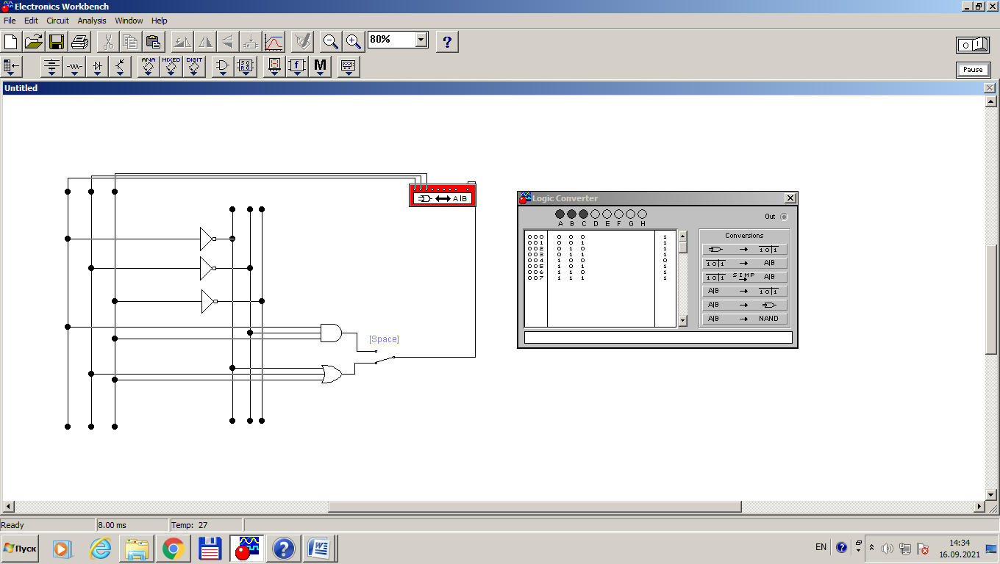 Electronics Workbench
File Edit Circuit Analysis Window Help
80%
?
O I
ANA MIXED DIGIT
f M
Pause
Untitled
A|B
[Space]
Logic Converter
A B C D E F G H
Out
Conversions
000 0 0 0 1
001 0 0 1 1
002 0 1 0 1
003 0 1 1 1
004 1 0 0 0
005 1 0 1 1
006 1 1 0 1
007 1 1 1 1
→ 1 0 1
1 0 1 → A|B
1 0 1 SIMP → A|B
A|B → 1 0 1
A|B →
A|B → NAND
Ready 8.00 ms Temp: 27
Пуск
EN
14:34
16.09.2021